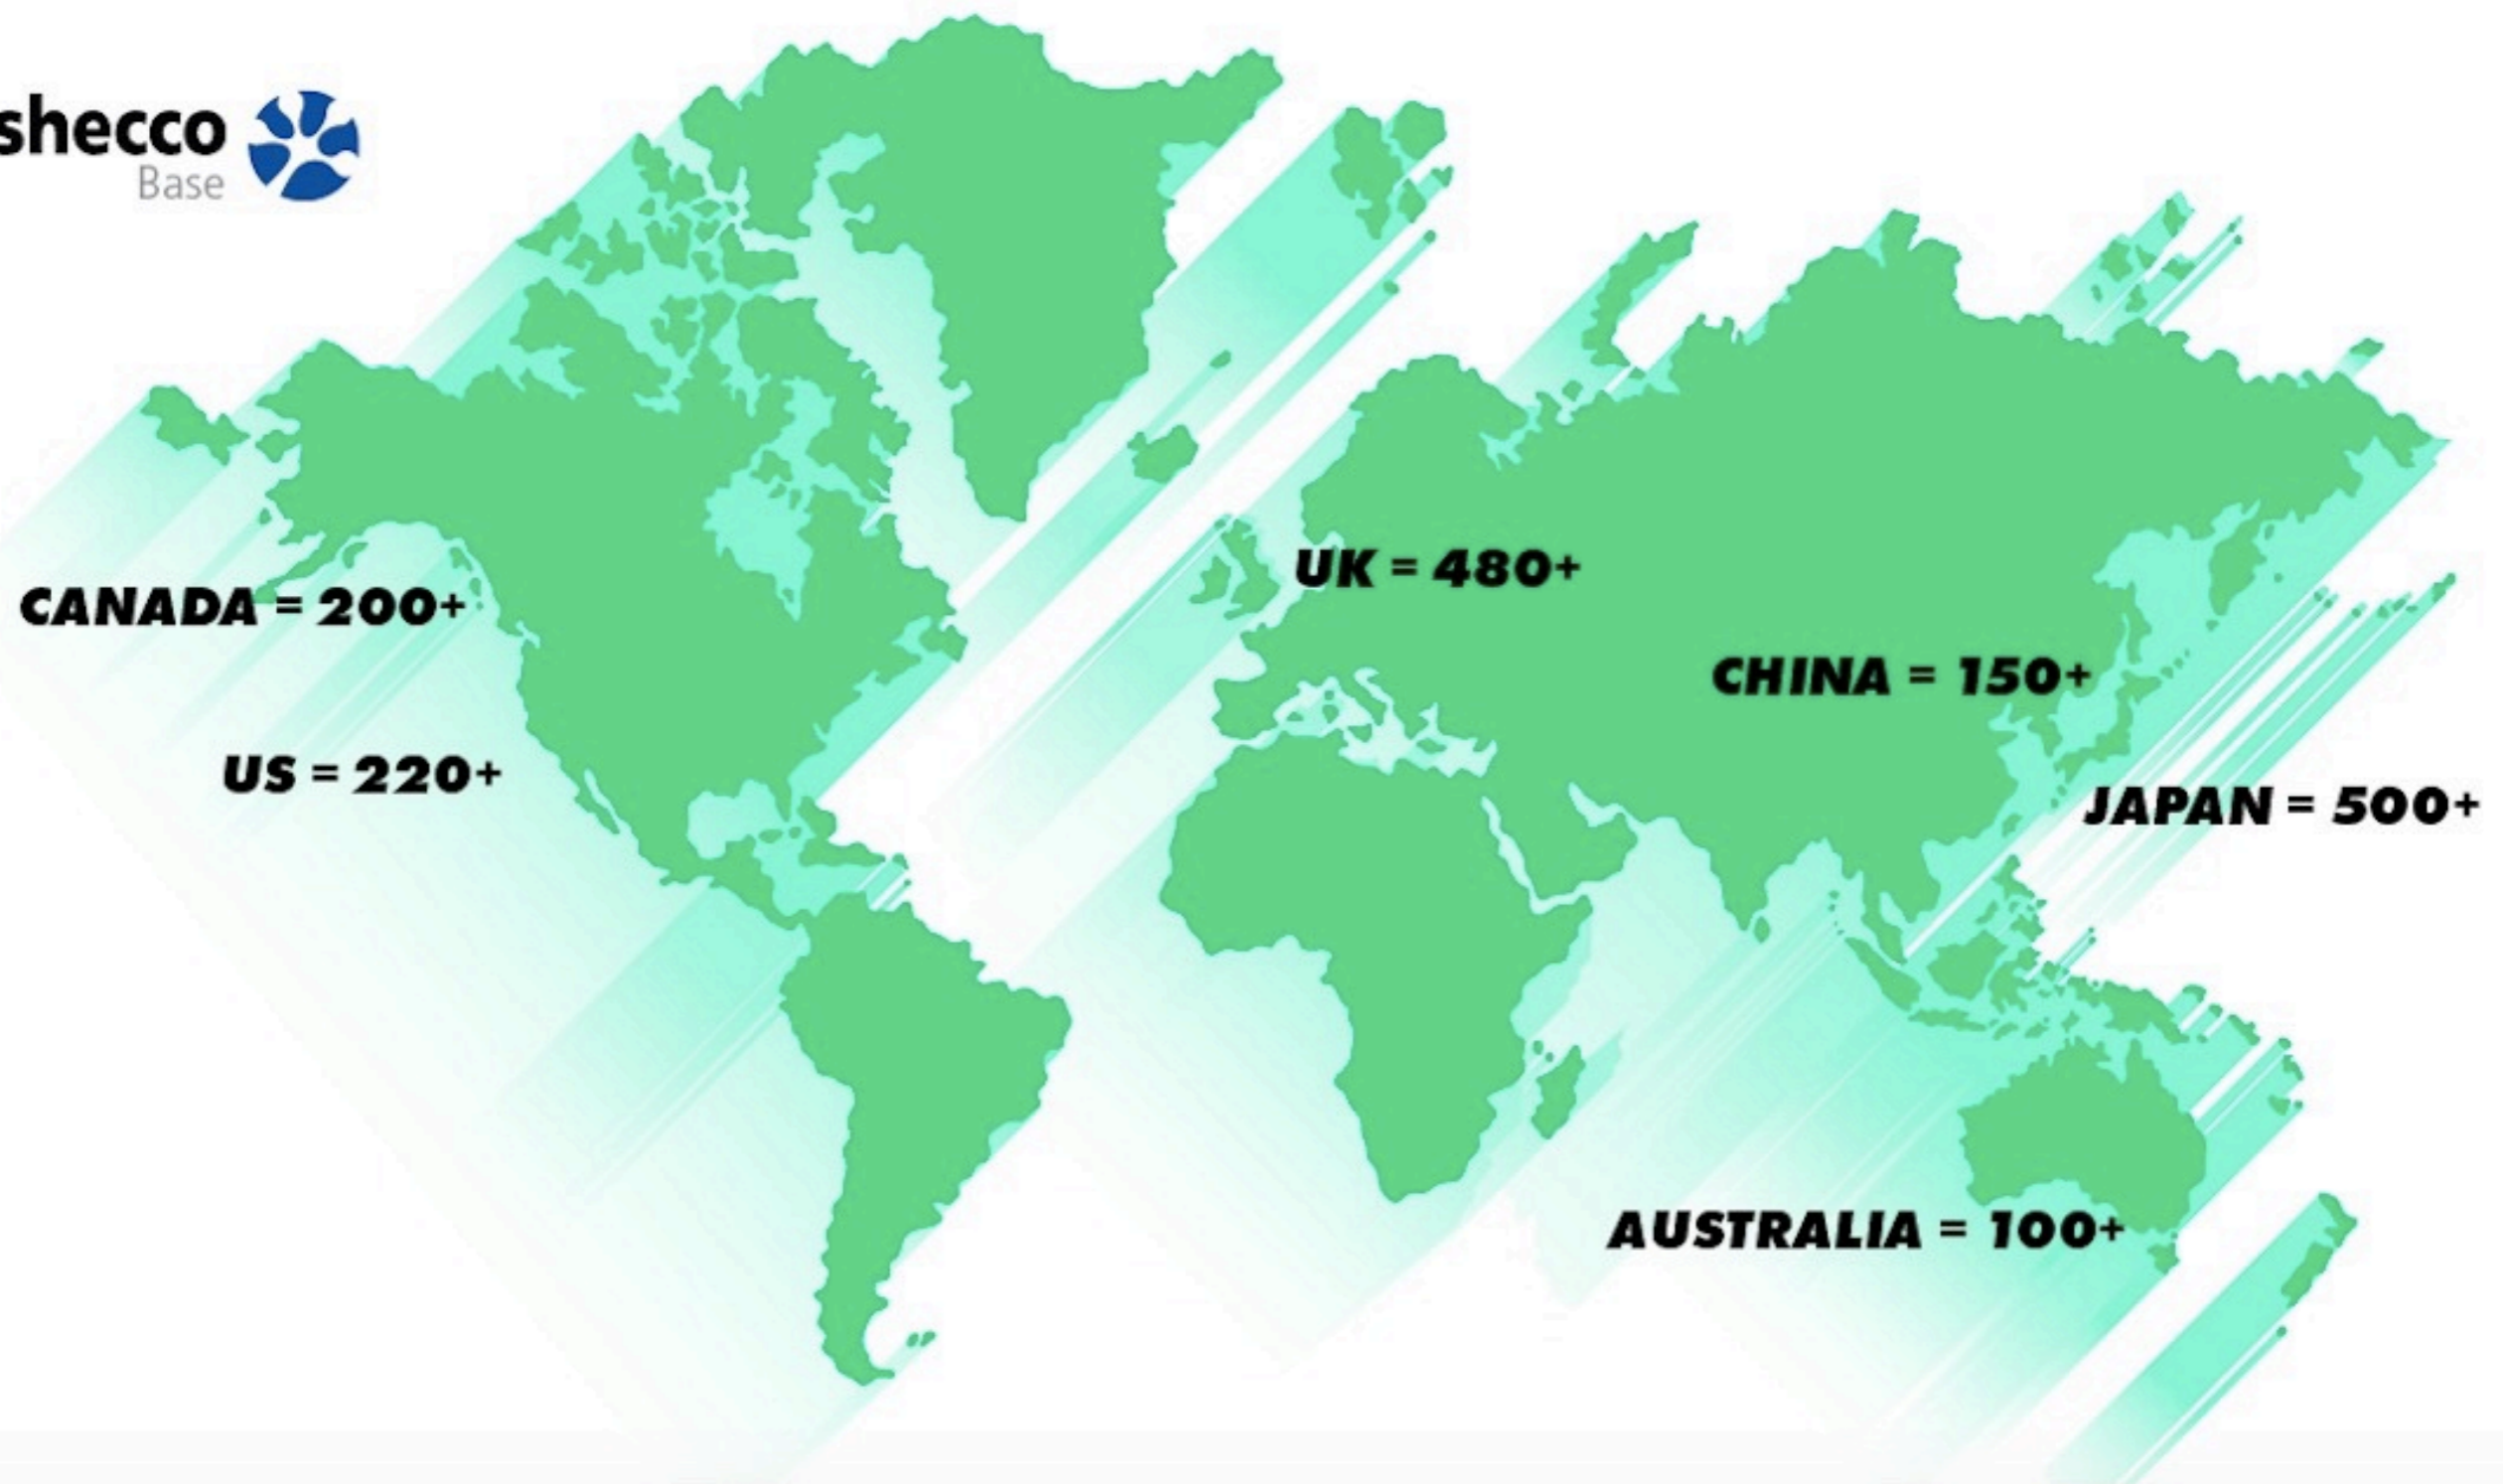 shecco
Base
UK = 480+
CANADA = 200+
CHINA = 150+
US = 220+
JAPAN = 500+
AUSTRALIA = 100+